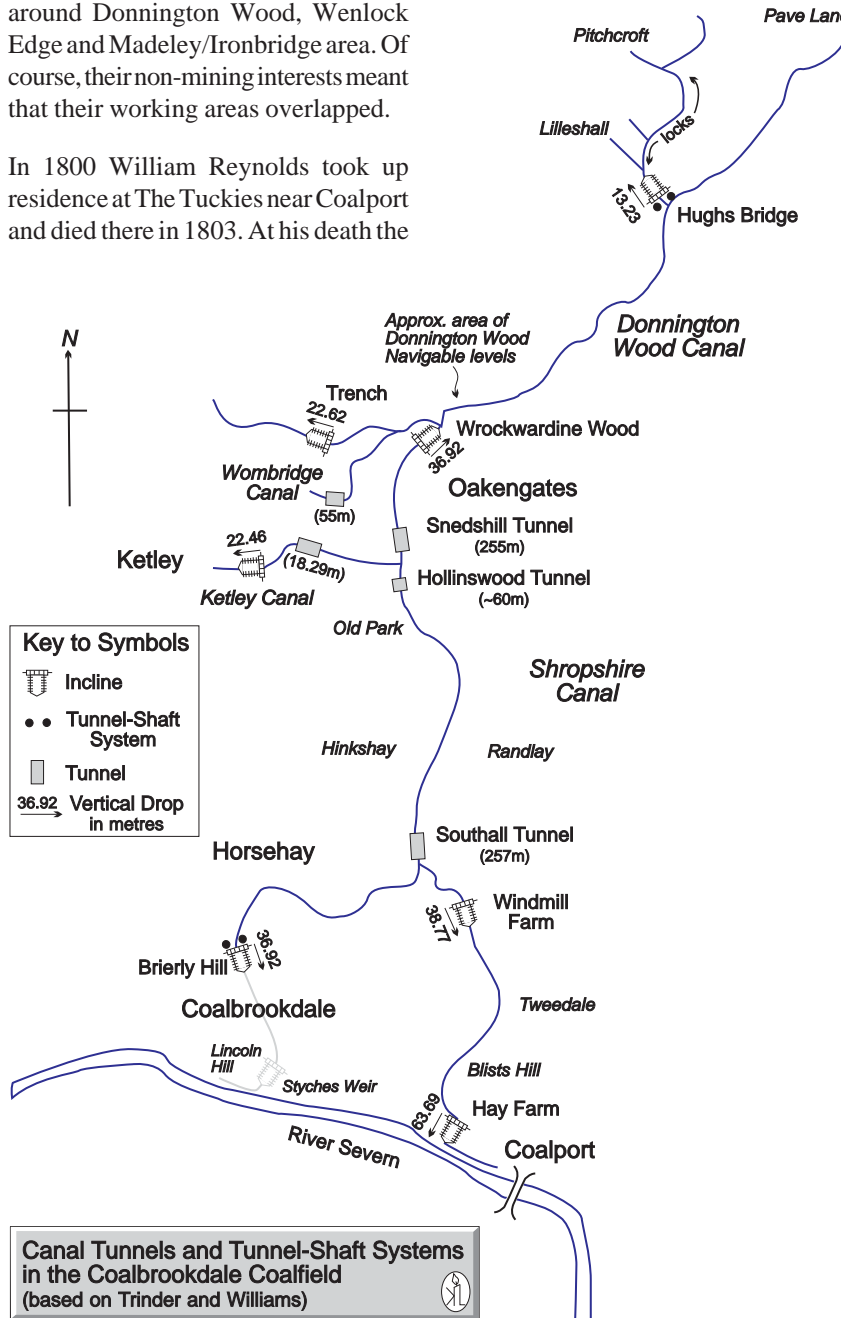 around Donnington Wood, Wenlock
Edge and Madeley/Ironbridge area. Of
course, their non-mining interests meant
that their working areas overlapped.
In 1800 William Reynolds took up
residence at The Tuckies near Coalport
and died there in 1803. At his death the
Pave Lane
Pitchcroft
Lilleshall
locks
13.23
Hughs Bridge
Donnington
Wood Canal
Approx. area of
Donnington Wood
Navigable levels
N
Trench
22.62
Wrockwardine Wood
36.92
Wombridge
Canal
(55m)
Oakengates
Snedshill Tunnel
(255m)
22.46
Ketley
(18.29m)
Hollinswood Tunnel
(~60m)
Ketley Canal
Old Park
Key to Symbols
Incline
Tunnel-Shaft
System
Tunnel
36.92 Vertical Drop
in metres
Shropshire
Canal
Hinkshay
Randlay
Southall Tunnel
(257m)
Horsehay
Windmill
Farm
38.77
36.92
Brierly Hill
Coalbrookdale
Tweedale
Lincoln
Hill
Styches Weir
Blists Hill
63.69
Hay Farm
River Severn
Coalport
Canal Tunnels and Tunnel-Shaft Systems
in the Coalbrookdale Coalfield
(based on Trinder and Williams)